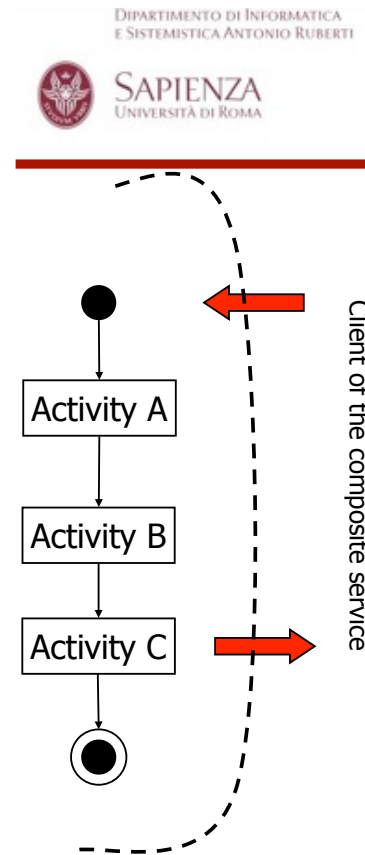 DIPARTIMENTO DI INFORMATICA
E SISTEMISTICA ANTONIO RUBERTI
SAPIENZA
UNIVERSITÀ DI ROMA
Activity A
Activity B
Activity C
Client of the composite service